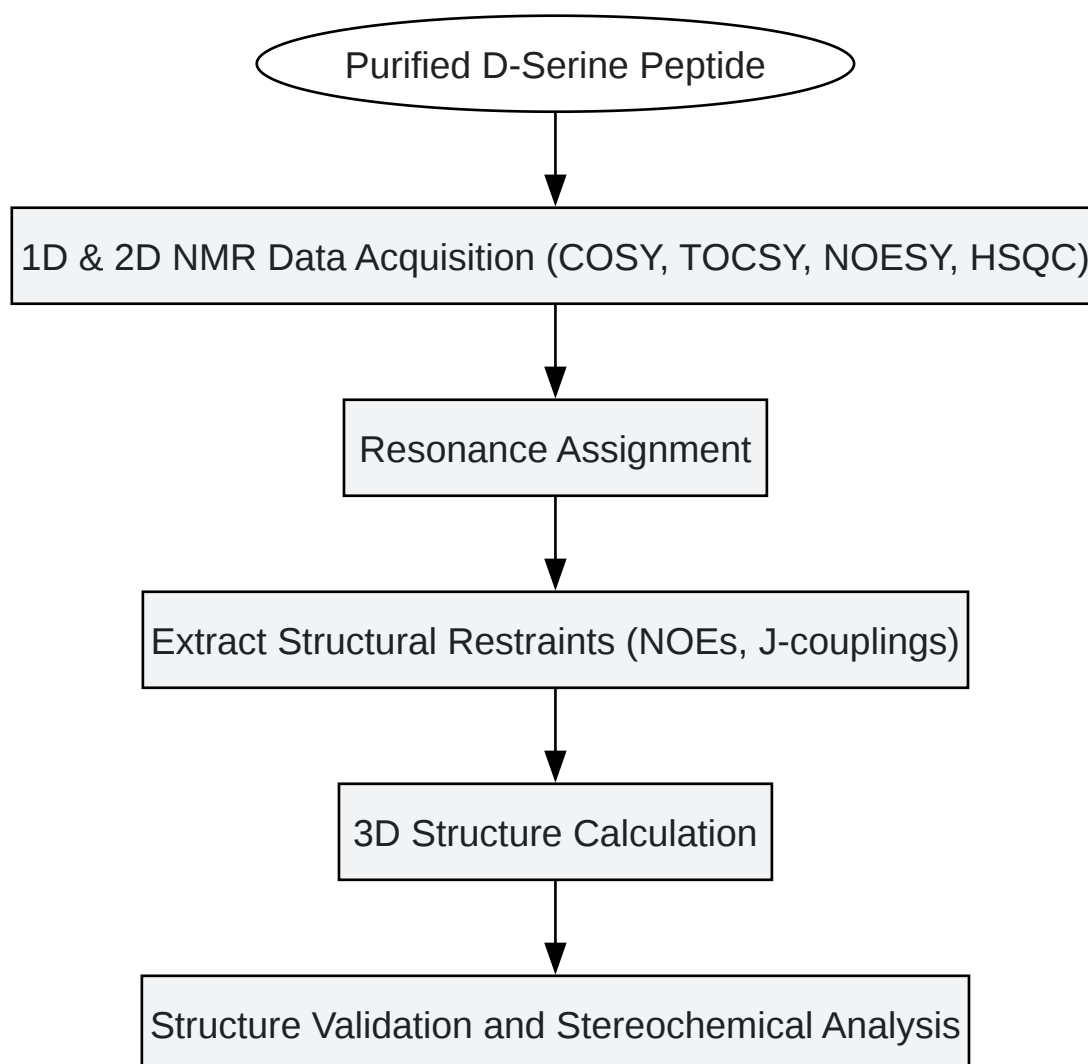 Purified D-Serine Peptide
1D & 2D NMR Data Acquisition (COSY, TOCSY, NOESY, HSQC)
Resonance Assignment
Extract Structural Restraints (NOEs, J-couplings)
3D Structure Calculation
Structure Validation and Stereochemical Analysis